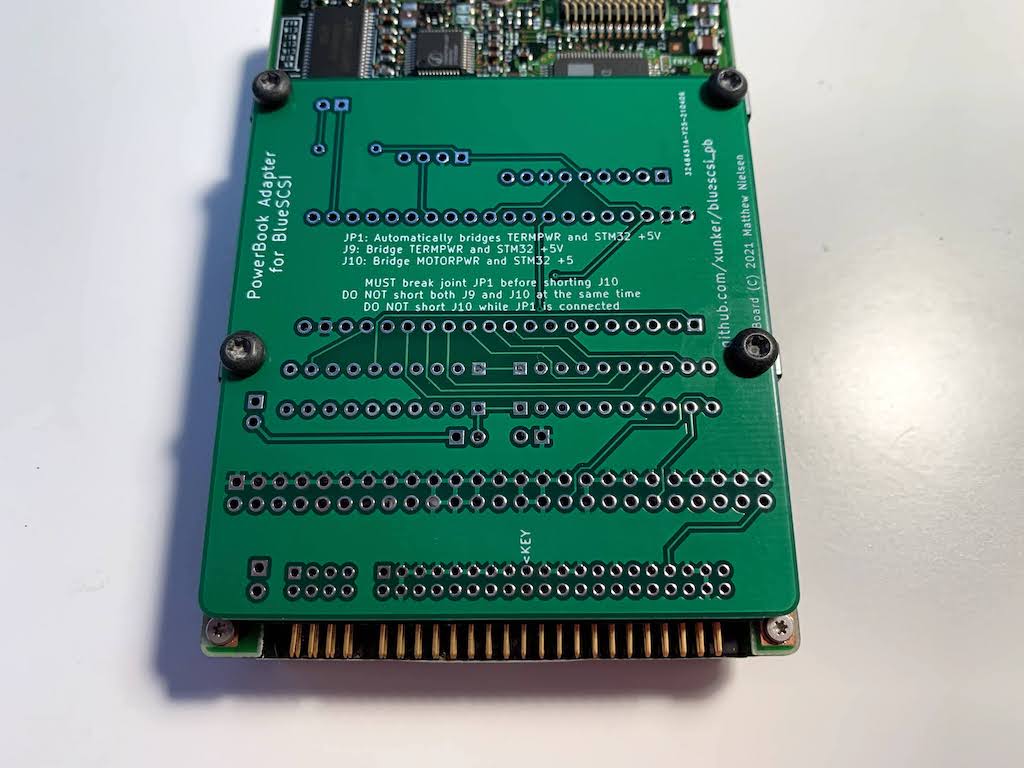 PowerBook Adapter
for BlueSCSI
JP1: Automatically bridges TERMPWR and STM32 +5V
J9: Bridge TERMPWR and STM32 +5V
J10: Bridge MOTORPWR and STM32 +5
MUST break joint JP1 before shorting J10
DO NOT short both J9 and J10 at the same time
DO NOT short J10 while JP1 is connected
3248431A-Y25-210406
github.com/xunker/bluescsi_pb
Board (C) 2021 Matthew Nielsen
<KEY